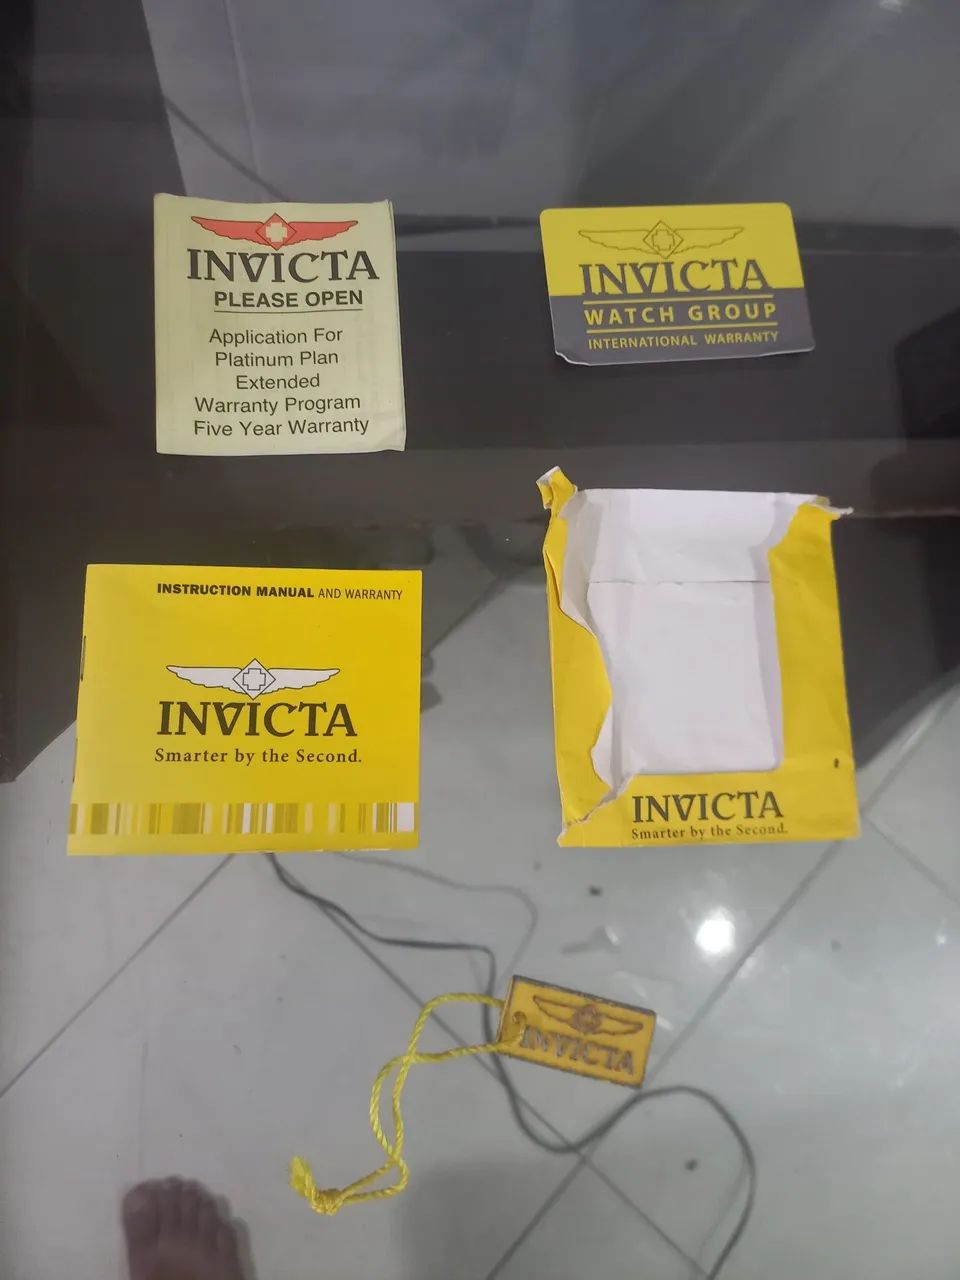 INVICTA
PLEASE OPEN
Application For
Platinum Plan
Extended
Warranty Program
Five Year Warranty
INVICTA
WATCH GROUP
INTERNATIONAL WARRANTY
INSTRUCTION MANUAL AND WARRANTY
INVICTA
Smarter by the Second.
INVICTA
Smarter by the Second.
INVICTA